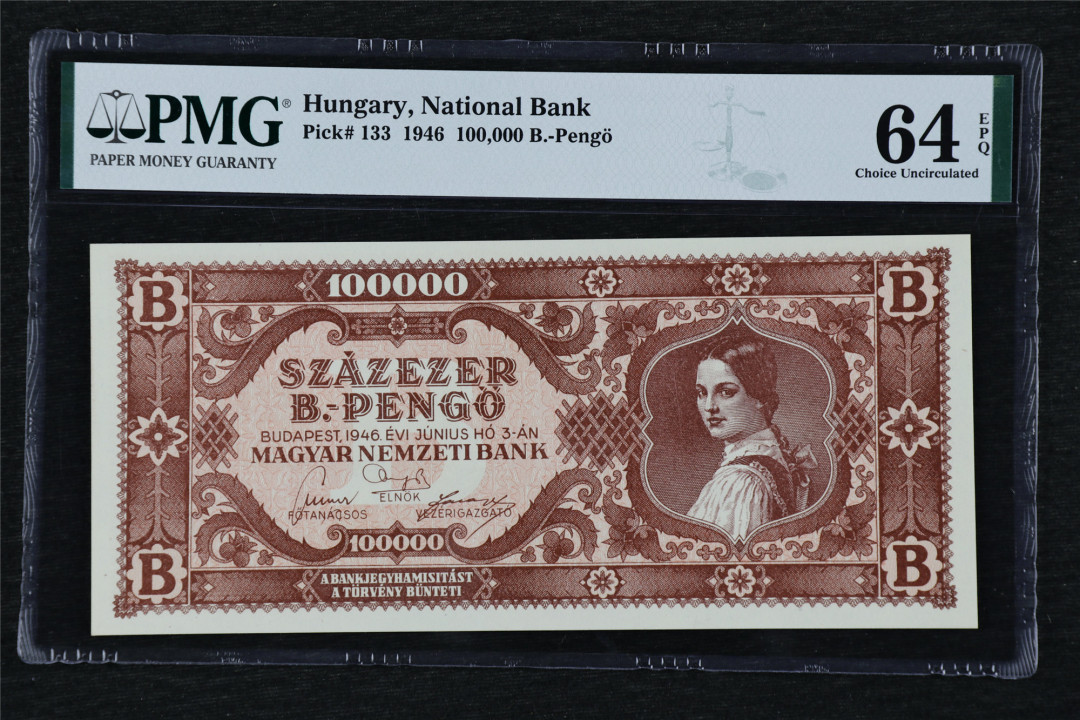 PMG®
PAPER MONEY GUARANTY
Hungary, National Bank
Pick# 133 1946 100,000 B.-Pengö
64
EPQ
Choice Uncirculated
B
100000
B
SZÁZEZER
B.-PENGŐ
BUDAPEST, 1946. ÉVI JÚNIUS HÓ 3-ÁN
MAGYAR NEMZETI BANK
ELNÖK
FŐTANÁCSOS
VEZÉRIGAZGATÓ
100000
B
B
A BANKJEGYHAMISITÁST
A TÖRVÉNY BÜNTETI